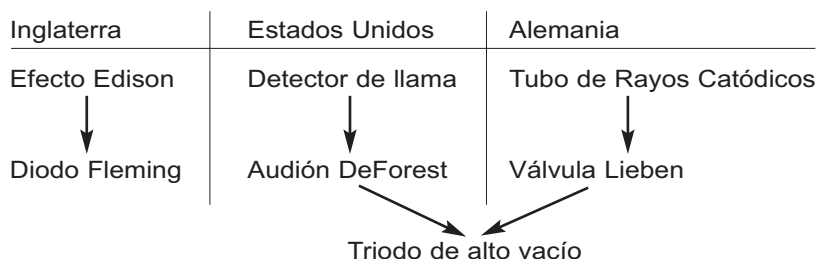 Inglaterra Estados Unidos Alemania
Efecto Edison Detector de llama Tubo de Rayos Catódicos
Diodo Fleming Audión DeForest Válvula Lieben
Triodo de alto vacío